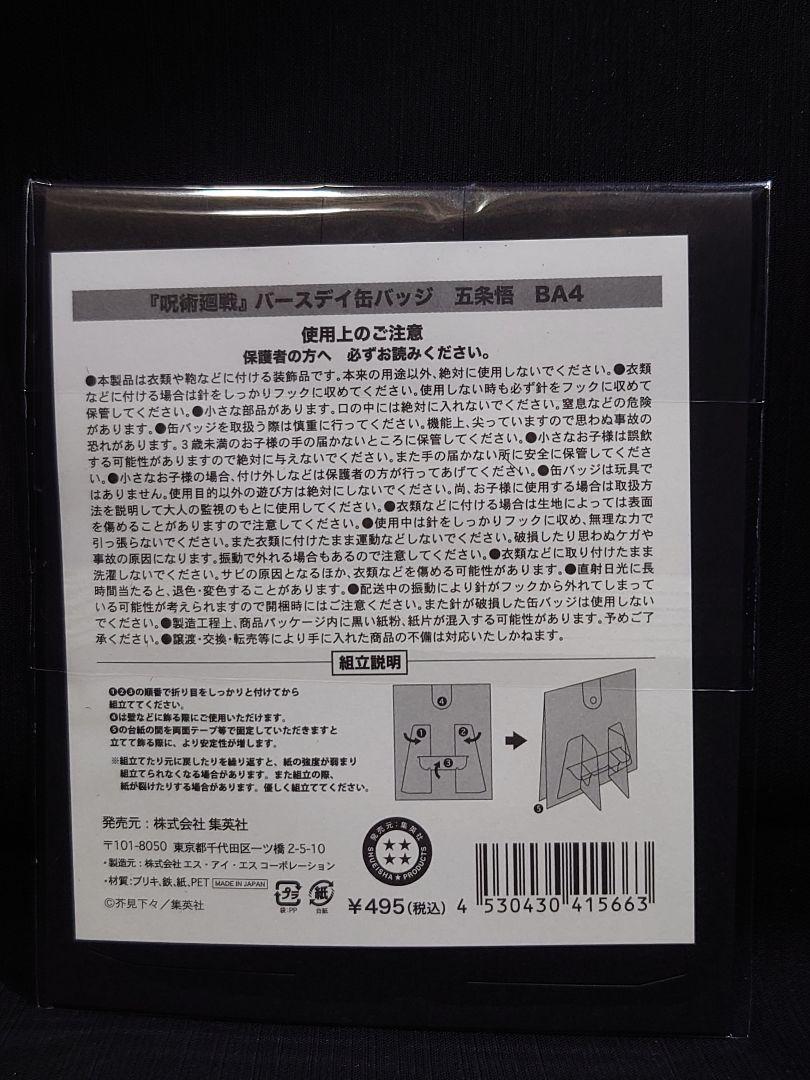 『呪術廻戦』バースデイ缶バッジ 五条悟 BA4
使用上のご注意
保護者の方へ 必ずお読みください。
●本製品は衣類や鞄などに付ける装飾品です。本来の用途以外、絶対に使用しないでください。●衣類
などに付ける場合は針をしっかりフックに収めてください。使用しない時も必ず針をフックに収めて
保管してください。●小さな部品があります。口の中には絶対に入れないでください。窒息などの危険
があります。●缶バッジを取扱う際は慎重に行ってください。機能上、尖っていますので思わぬ事故の
恐れがあります。3歳未満のお子様の手の届かないところに保管してください。●小さなお子様は誤飲
する可能性がありますので絶対に与えないでください。また手の届かない所に安全に保管してくださ
い。●小さなお子様の場合、付け外しなどは保護者の方が行ってあげてください。●缶バッジは玩具で
はありません。使用目的以外の遊び方は絶対にしないでください。尚、お子様に使用する場合は取扱方
法を説明して大人の監視のもとに使用してください。●衣類などに付ける場合は生地によっては表面
を傷めることがありますので注意してください。●使用中は針をしっかりフックに収め、無理な力で
引っ張らないでください。また衣類に付けたまま運動などしないでください。破損したり思わぬケガや
事故の原因になります。振動で外れる場合もあるので注意してください。●衣類などに取り付けたまま
洗濯しないでください。サビの原因となるほか、衣類などを傷める可能性があります。●直射日光に長
時間当たると、退色・変色することがあります。●配送中の振動により針がフックから外れてしまって
いる可能性が考えられますので開梱時にはご注意ください。また針が破損した缶バッジは使用しない
でください。●製造工程上、商品パッケージ内に黒い紙粉、紙片が混入する可能性があります。予めご了
承ください。●譲渡・交換・転売等により手に入れた商品の不備は対応いたしかねます。
組立説明
❶❷❸の順番で折り目をしっかりと付けてから
組立ててください。
❹は壁などに飾る際にご使用いただけます。
❺の台紙の間を両面テープ等で固定していただきますと
立てて飾る際に、より安定性が増します。
※組立てたり元に戻したりを繰り返すと、紙の強度が弱まり
組立てられなくなる場合があります。また組立の際、
紙が裂けたりする場合があります。優しく組立ててください。
❹
❶ ❷
❸
❺
発売元：株式会社 集英社
〒101-8050 東京都千代田区一ツ橋2-5-10
・製造元：株式会社 エス・アイ・エス コーポレーション
・材質：ブリキ、鉄、紙、PET MADE IN JAPAN
©芥見下々／集英社
プラ
袋:PP
紙
台紙
発売元：集英社
SHUEISHA★PRODUCTS
¥495(税込)
4 530430 415663